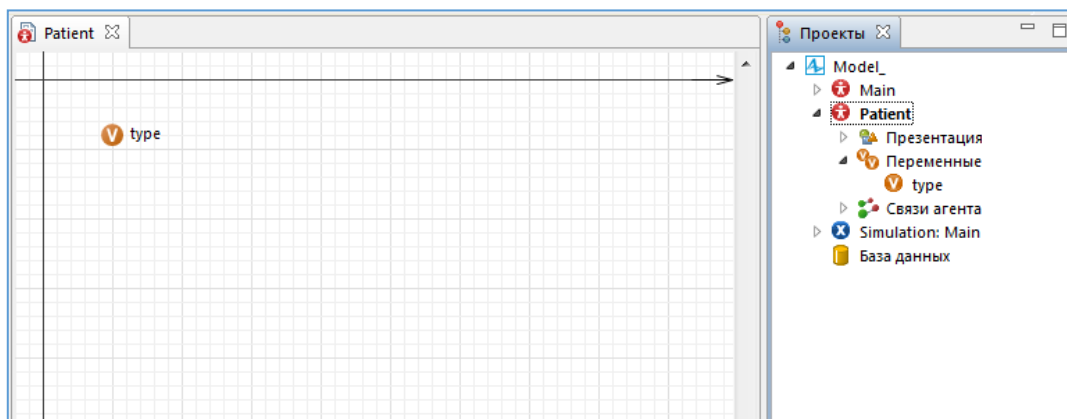 Patient
type
Проекты
Model_
Main
Patient
Презентация
Переменные
type
Связи агента
Simulation: Main
База данных